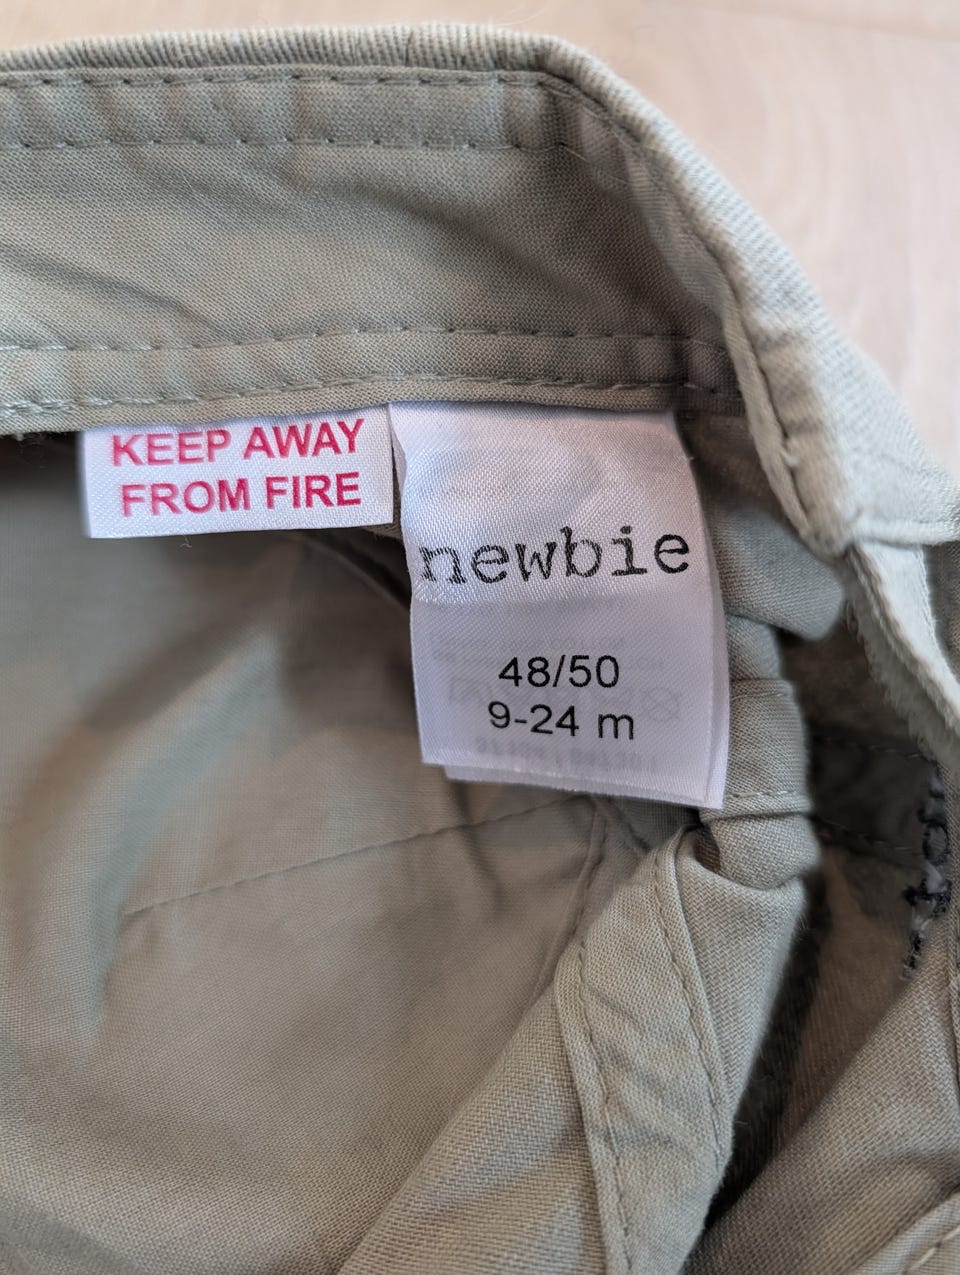 KEEP AWAY
FROM FIRE
newbie
48/50
9-24 m